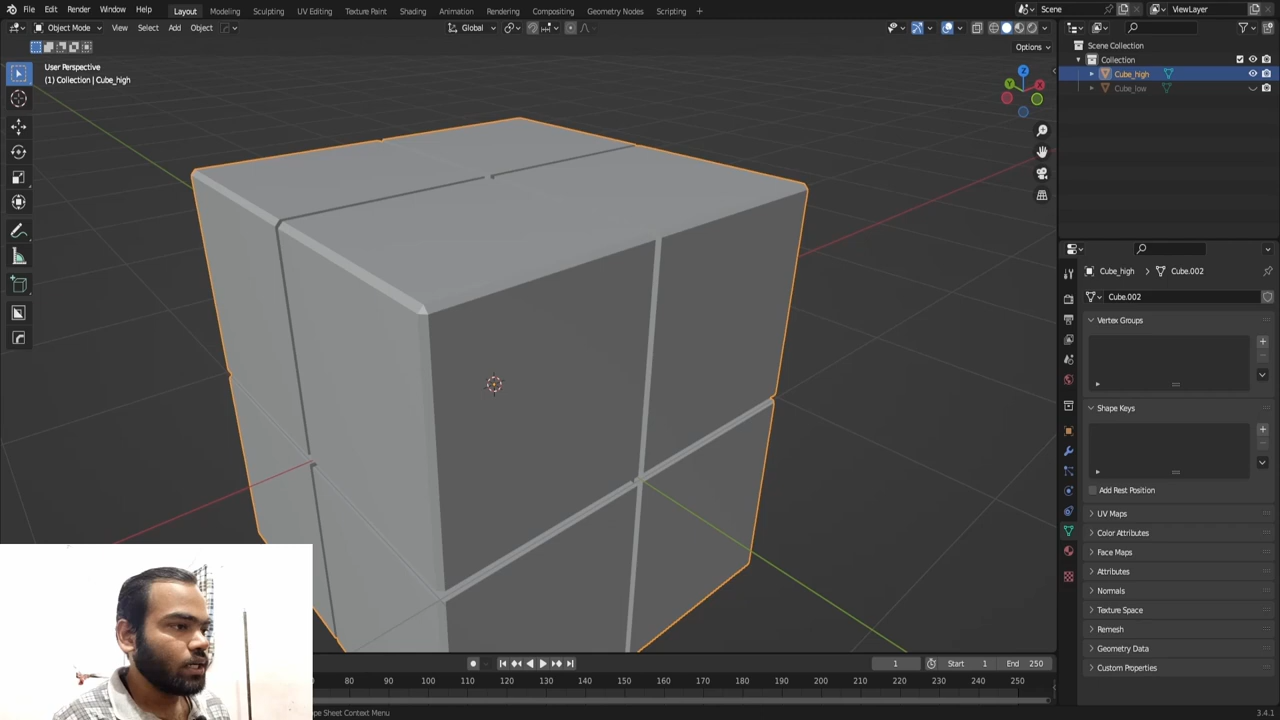 File Edit Render Window Help Layout Modeling Sculpting UV Editing Texture Paint Shading Animation Rendering Compositing Geometry Nodes Scripting + Scene ViewLayer
Object Mode View Select Add Object Global
Options
User Perspective
(1) Collection | Cube_high
Z
Y
Scene Collection
Collection
Cube_high
Cube_low
Cube_high > Cube.002
Cube.002
Vertex Groups
Shape Keys
Add Rest Position
UV Maps
Color Attributes
Face Maps
Attributes
Normals
Texture Space
Remesh
Geometry Data
Custom Properties
1 Start 1 End 250
80 90 100 110 120 130 140 150 160 170 180 190 200 210 220 230 240 250
Sheet Context Menu 3.4.1